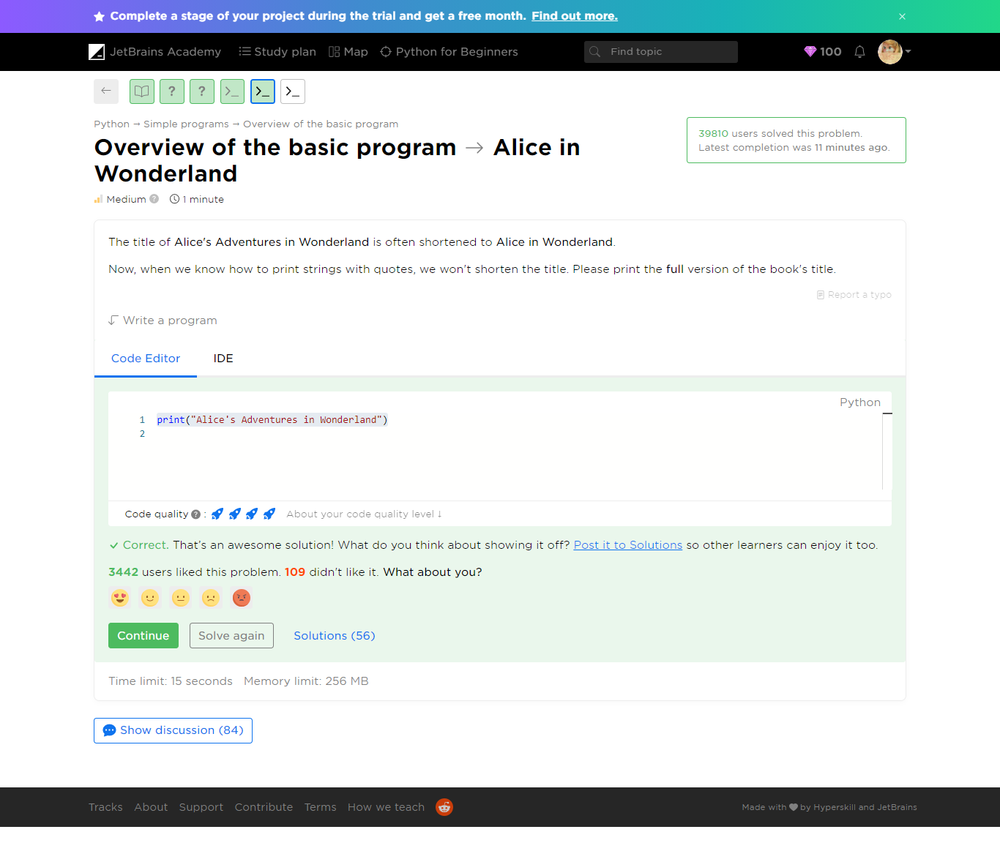 Complete a stage of your project during the trial and get a free month. Find out more. ×
JetBrains Academy Study plan Map Python for Beginners Find topic 100
? ? >_ >_ >_
Python → Simple programs → Overview of the basic program
Overview of the basic program → Alice in
Wonderland
39810 users solved this problem.
Latest completion was 11 minutes ago.
Medium ? 1 minute
The title of Alice's Adventures in Wonderland is often shortened to Alice in Wonderland.
Now, when we know how to print strings with quotes, we won't shorten the title. Please print the full version of the book's title.
Report a typo
Write a program
Code Editor IDE
Python
1 print("Alice's Adventures in Wonderland")
2
Code quality ? : About your code quality level ↓
Correct. That's an awesome solution! What do you think about showing it off? Post it to Solutions so other learners can enjoy it too.
3442 users liked this problem. 109 didn't like it. What about you?
Continue Solve again Solutions (56)
Time limit: 15 seconds Memory limit: 256 MB
Show discussion (84)
Tracks About Support Contribute Terms How we teach Made with ♥ by Hyperskill and JetBrains